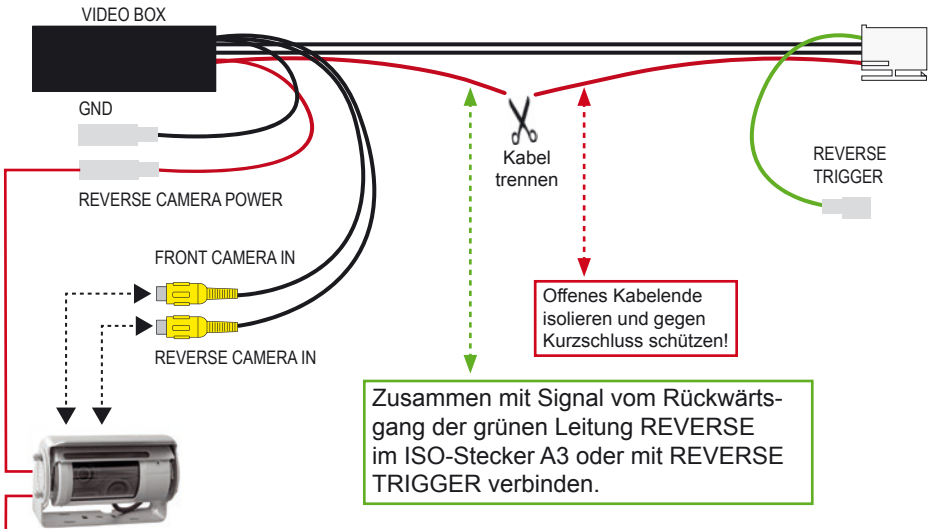 VIDEO BOX
GND
REVERSE CAMERA POWER
FRONT CAMERA IN
REVERSE CAMERA IN
Kabel
trennen
REVERSE
TRIGGER
Offenes Kabelende
isolieren und gegen
Kurzschluss schützen!
Zusammen mit Signal vom Rückwärts-
gang der grünen Leitung REVERSE
im ISO-Stecker A3 oder mit REVERSE
TRIGGER verbinden.